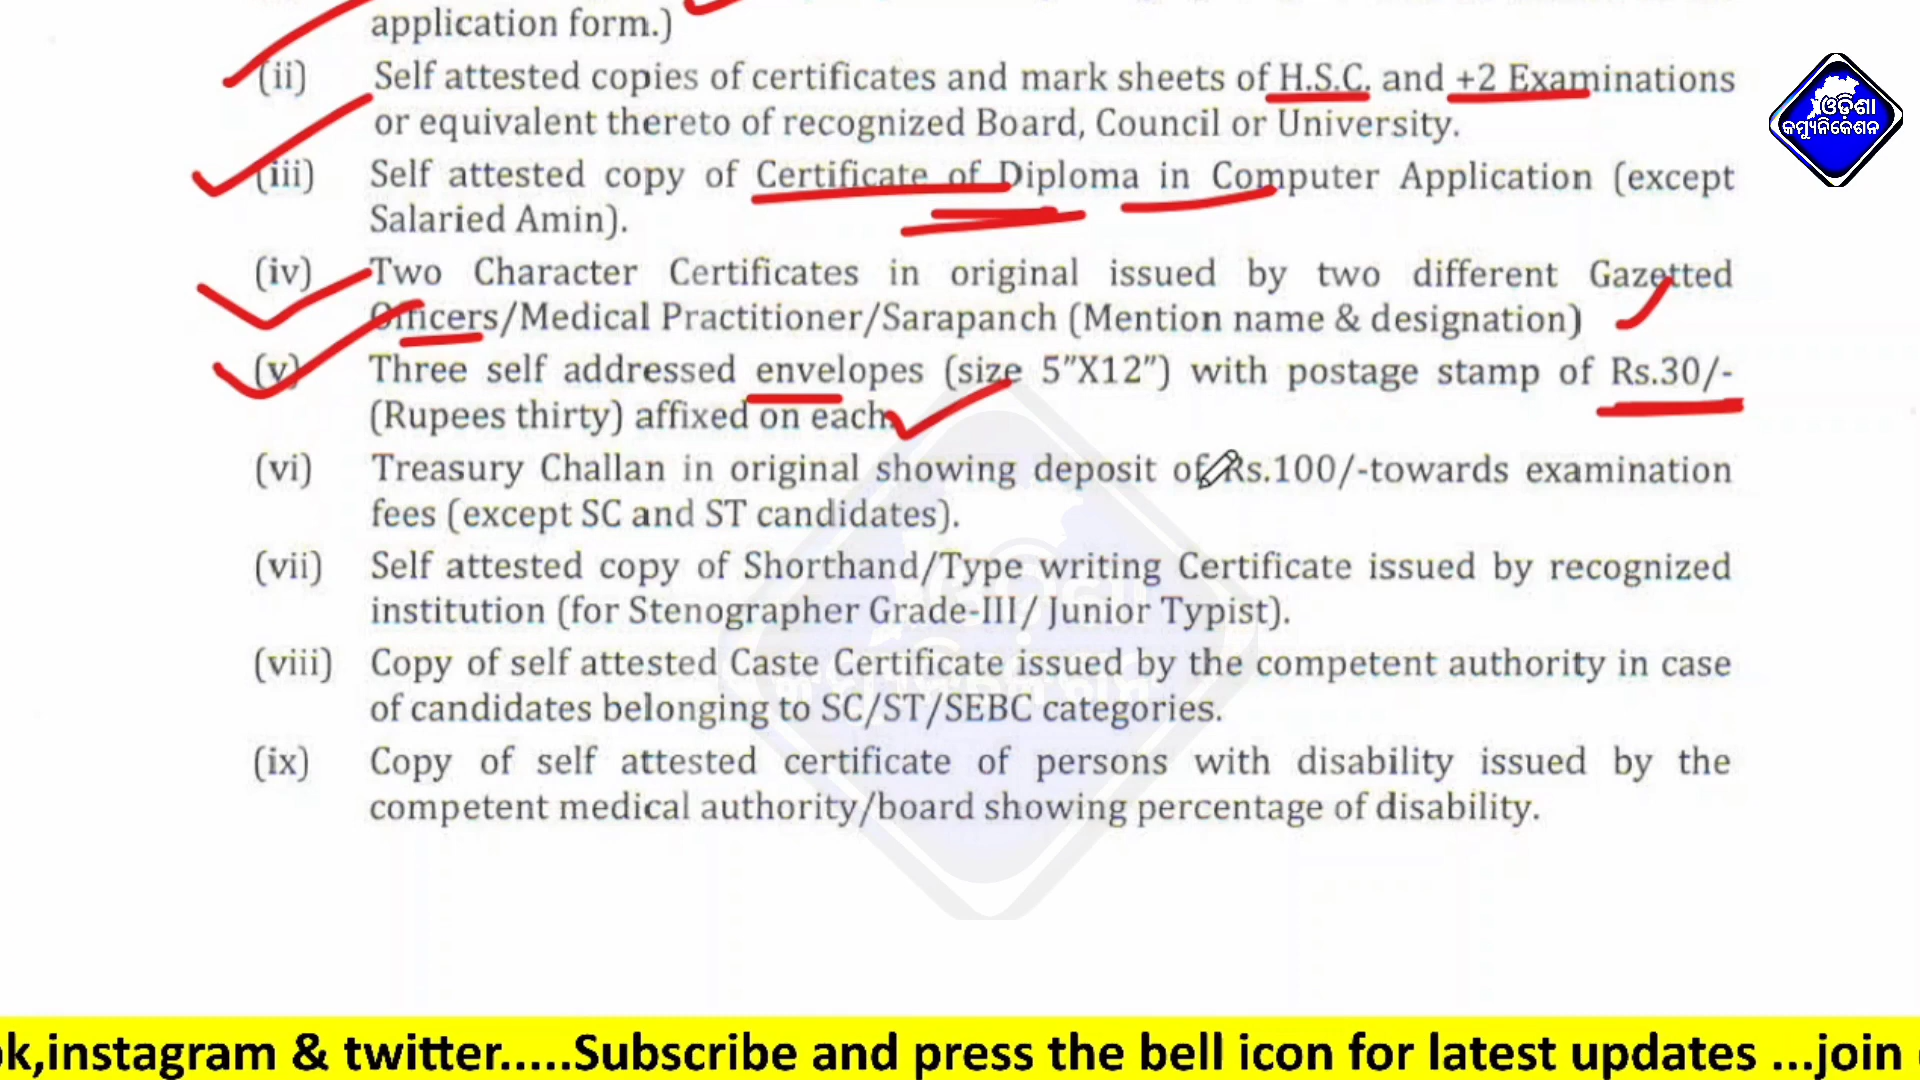 application form.)
(ii) Self attested copies of certificates and mark sheets of H.S.C. and +2 Examinations
or equivalent thereto of recognized Board, Council or University.
(iii) Self attested copy of Certificate of Diploma in Computer Application (except
Salaried Amin).
(iv) Two Character Certificates in original issued by two different Gazetted
Officers/Medical Practitioner/Sarapanch (Mention name & designation)
(v) Three self addressed envelopes (size 5”X12”) with postage stamp of Rs.30/-
(Rupees thirty) affixed on each.
(vi) Treasury Challan in original showing deposit of Rs.100/-towards examination
fees (except SC and ST candidates).
(vii) Self attested copy of Shorthand/Type writing Certificate issued by recognized
institution (for Stenographer Grade-III/ Junior Typist).
(viii) Copy of self attested Caste Certificate issued by the competent authority in case
of candidates belonging to SC/ST/SEBC categories.
(ix) Copy of self attested certificate of persons with disability issued by the
competent medical authority/board showing percentage of disability.
ଓଡ଼ିଶା
କମ୍ୟୁନିକେଶନ
ok,instagram & twitter.....Subscribe and press the bell icon for latest updates ...join